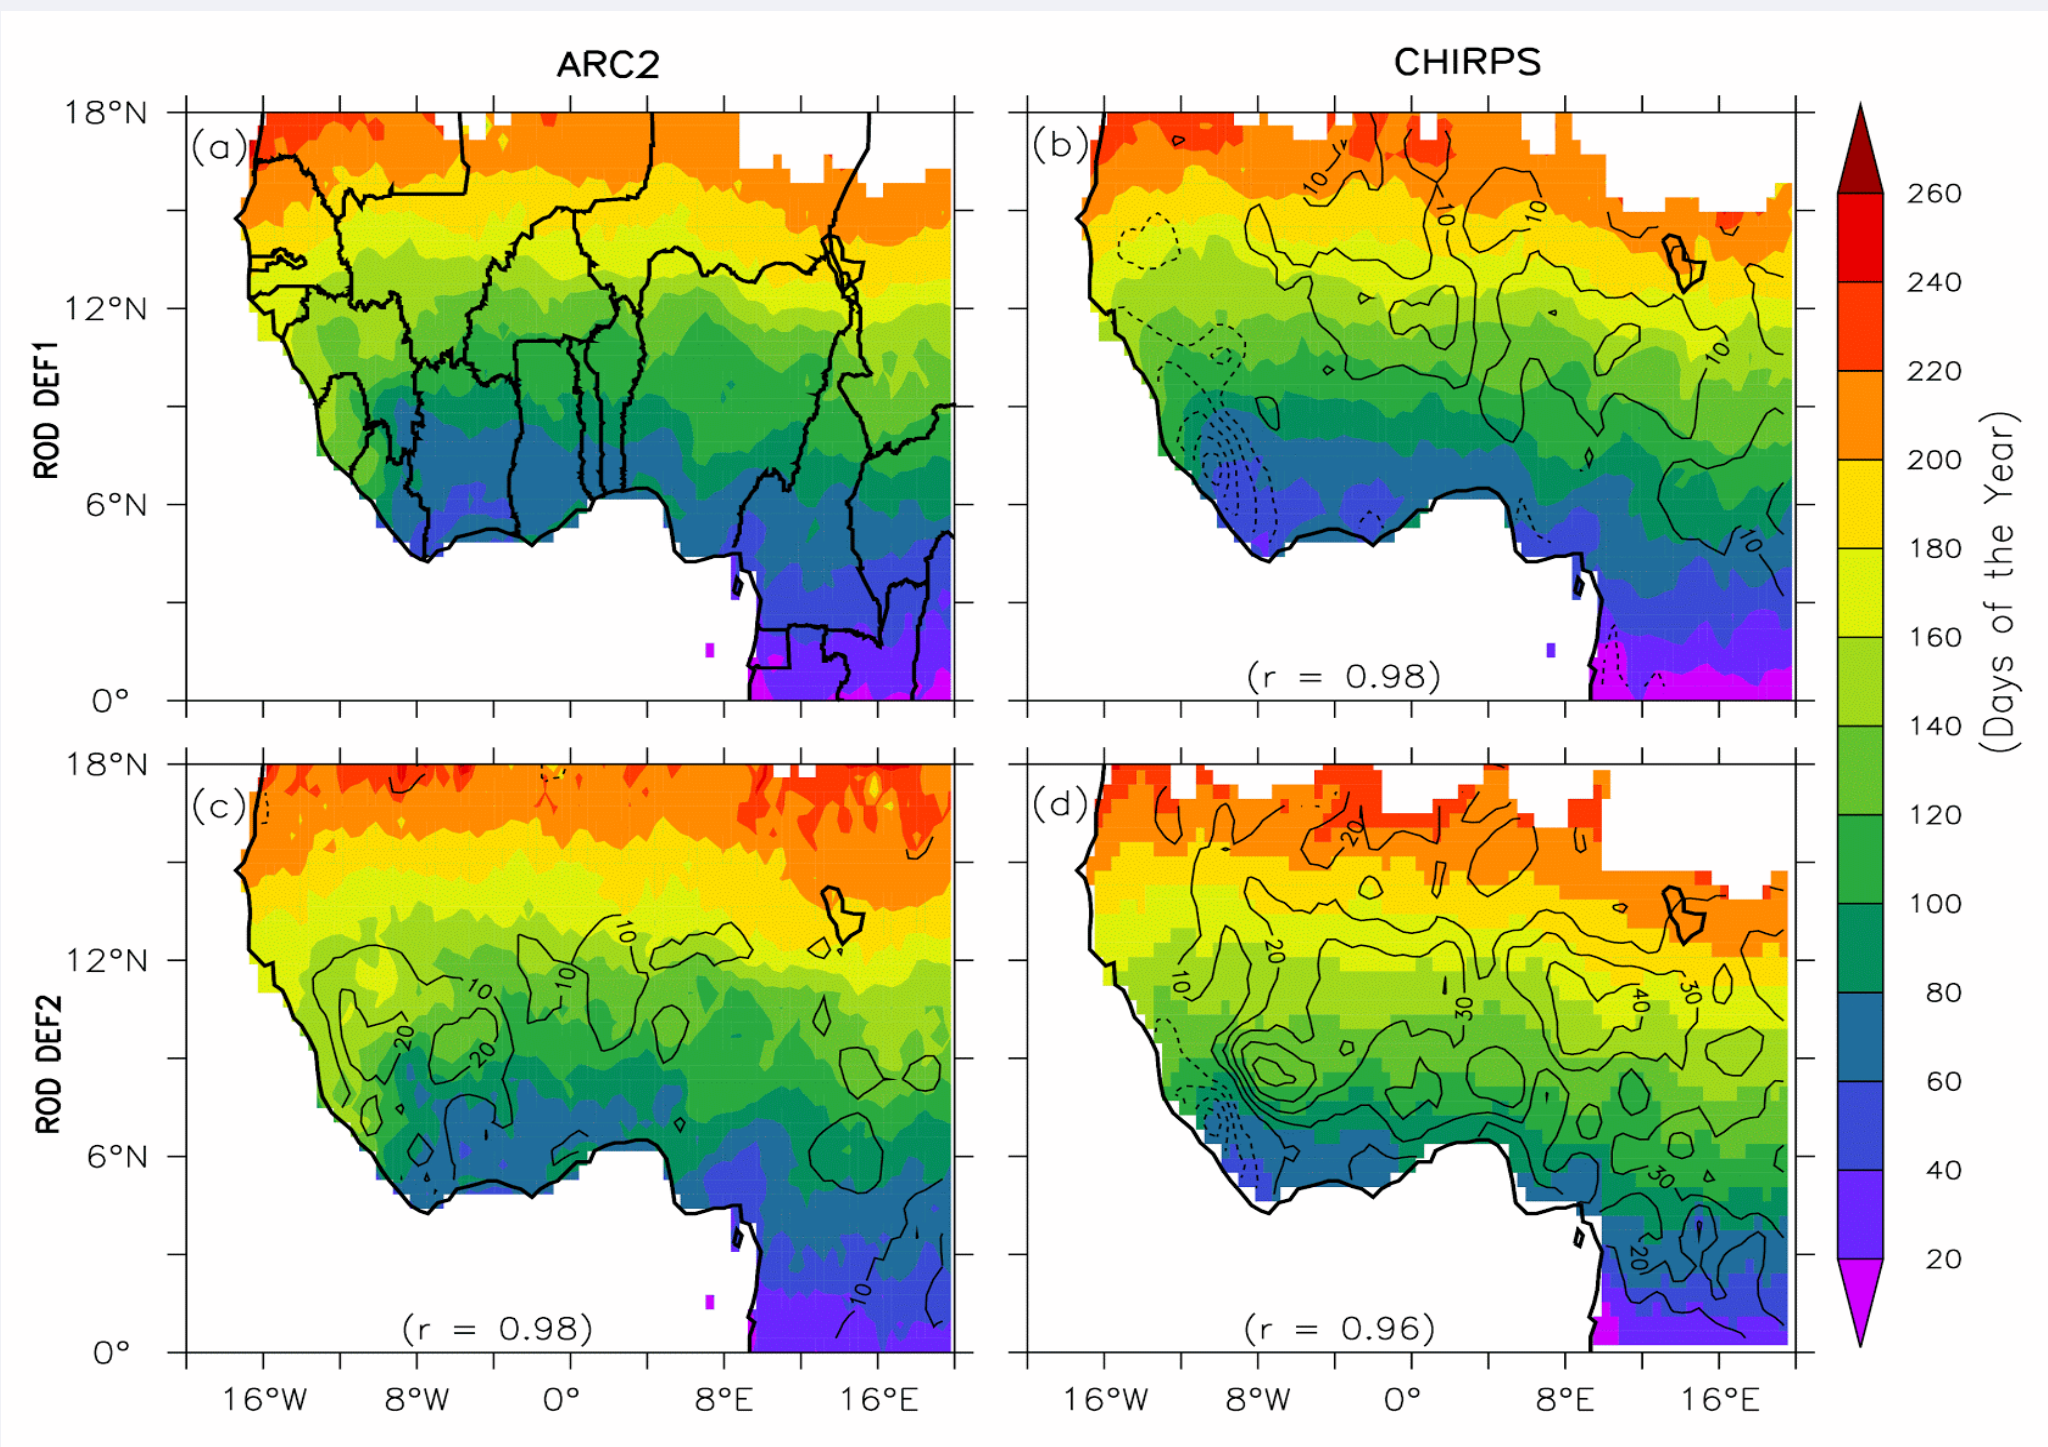 ARC2
CHIRPS
18°N
12°N
6°N
0°
ROD DEF1
(a)
(b)
10
10
10
10
10
(r = 0.98)
260
240
220
200
180
160
140
120
100
80
60
40
20
(Days of the Year)
18°N
12°N
6°N
0°
ROD DEF2
(c)
10
10
10
20
20
10
(r = 0.98)
(d)
20
10
20
30
40
30
30
20
(r = 0.96)
16°W 8°W 0° 8°E 16°E
16°W 8°W 0° 8°E 16°E